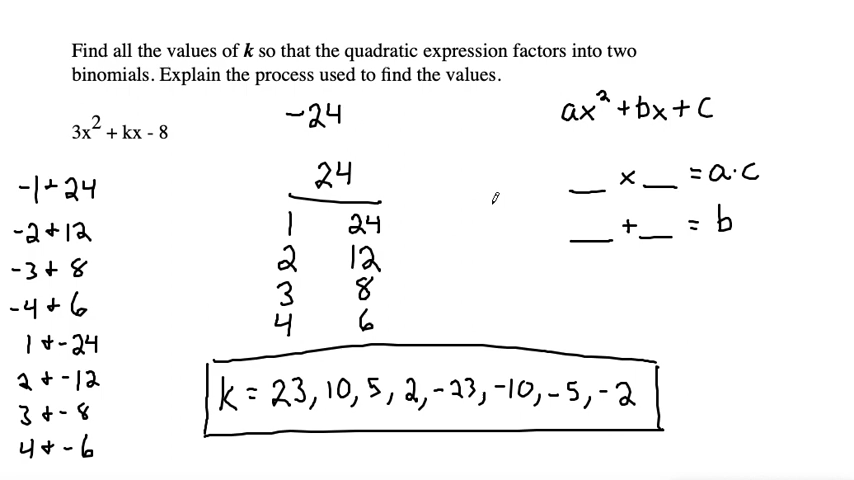 Find all the values of k so that the quadratic expression factors into two
binomials. Explain the process used to find the values.
3x² + kx - 8
-1+24
-2+12
-3+8
-4+6
1+-24
2+-12
3+-8
4+-6
-24
24
1 24
2 12
3 8
4 6
ax²+bx+c
__ x __ = a·c
__ + __ = b
k = 23, 10, 5, 2, -23, -10, -5, -2